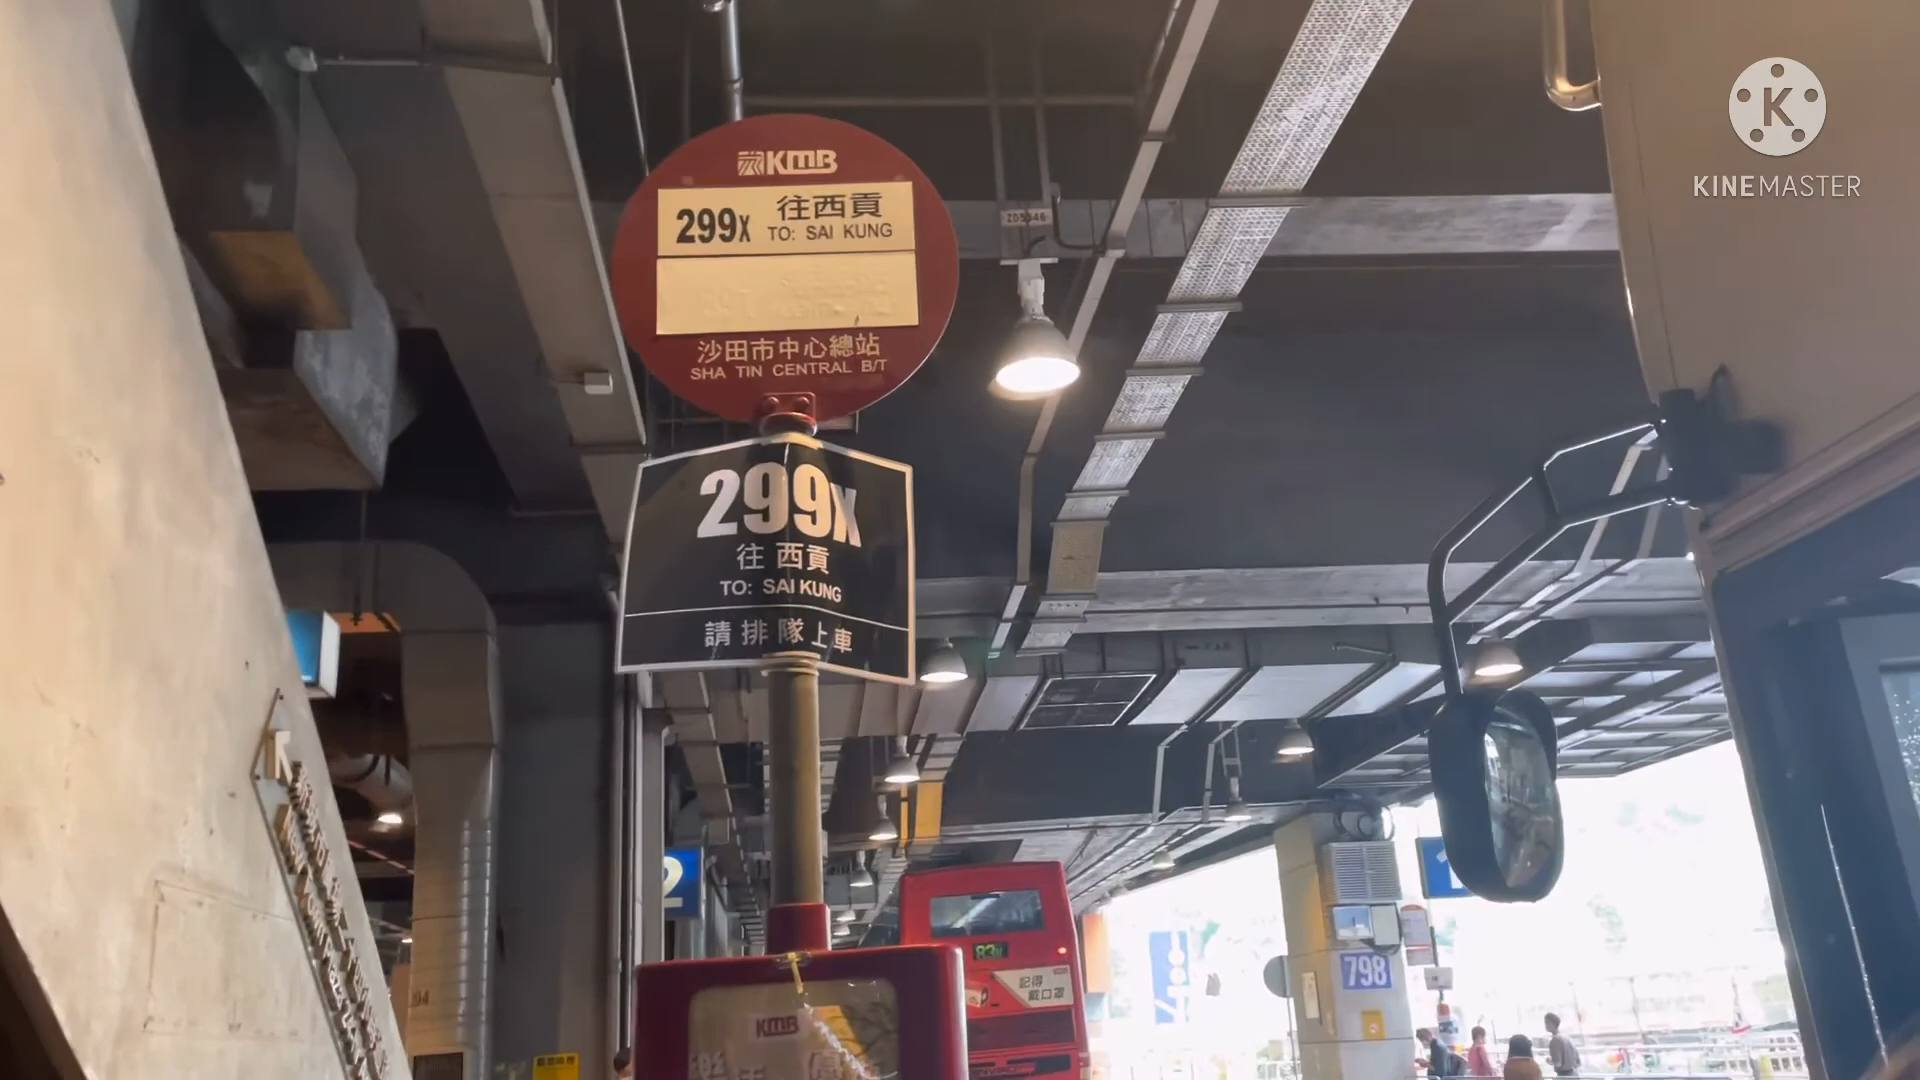 KMB
299X 往西貢
TO: SAI KUNG
沙田市中心總站
SHA TIN CENTRAL B/T
299X
往 西貢
TO: SAI KUNG
請排隊上車
KINEMASTER
2
記得
戴口罩
798
KMB